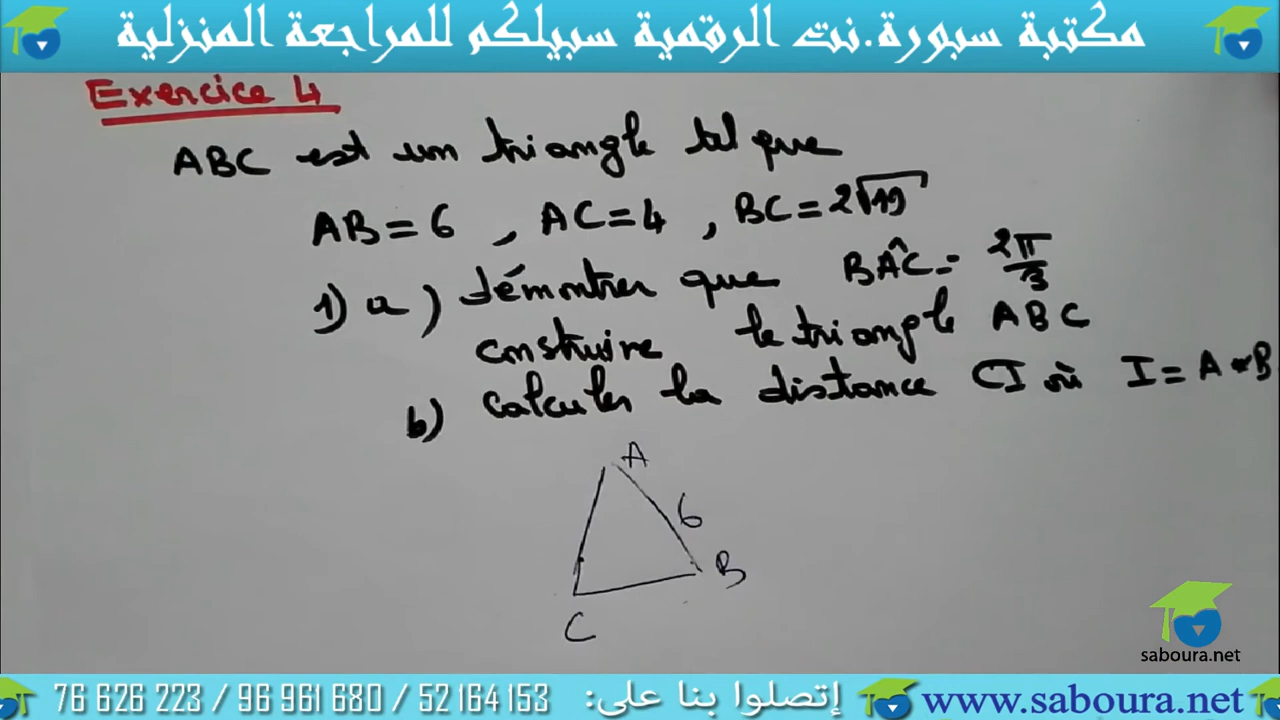 مكتبة سبورة.نت الرقمية سبيلكم للمراجعة المنزلية
Exercice 4
ABC est un triangle tel que
AB = 6 , AC = 4 , BC = 2√19
1) a) démontrer que BÂC = 2π/3
construire le triangle ABC
b) calculer la distance CI où I = A * B
A
6
B
C
saboura.net
76 626 223 / 96 961 680 / 52 164 153 إتصلوا بنا على: www.saboura.net